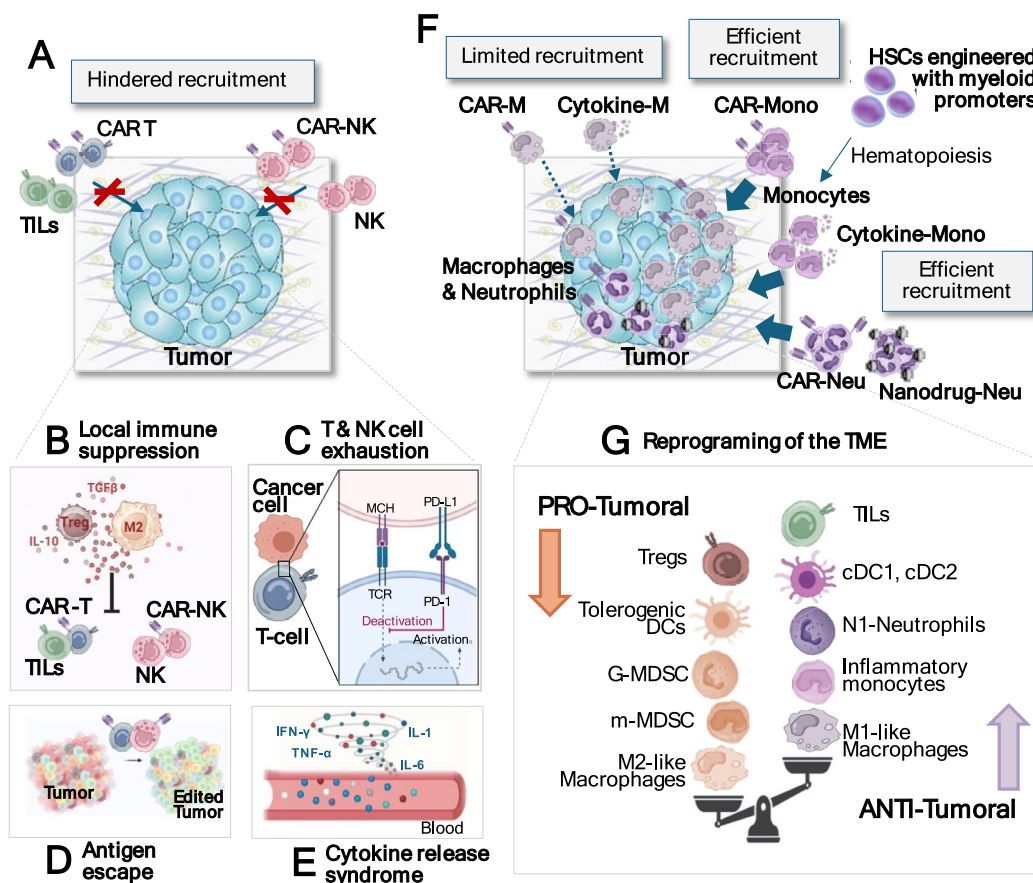 A
Hindered recruitment
CAR T
CAR-NK
TILs
NK
Tumor
B
Local immune
suppression
TGFβ
Treg
M2
IL-10
CAR-T
CAR-NK
TILs
NK
C
T & NK cell
exhaustion
Cancer
cell
MCH
PD-L1
TCR
PD-1
Deactivation
Activation
T-cell
Tumor
Edited
Tumor
D
Antigen
escape
IFN-γ
IL-1
TNF-α
IL-6
Blood
E
Cytokine release
syndrome
F
Limited recruitment
Efficient
recruitment
HSCs engineered
with myeloid
promoters
CAR-M
Cytokine-M
CAR-Mono
Hematopoiesis
Monocytes
Cytokine-Mono
Macrophages
& Neutrophils
Efficient
recruitment
Tumor
CAR-Neu
Nanodrug-Neu
G
Reprograming of the TME
PRO-Tumoral
TILs
Tregs
cDC1, cDC2
Tolerogenic
DCs
N1-Neutrophils
G-MDSC
Inflammatory
monocytes
m-MDSC
M1-like
Macrophages
M2-like
Macrophages
ANTI-Tumoral